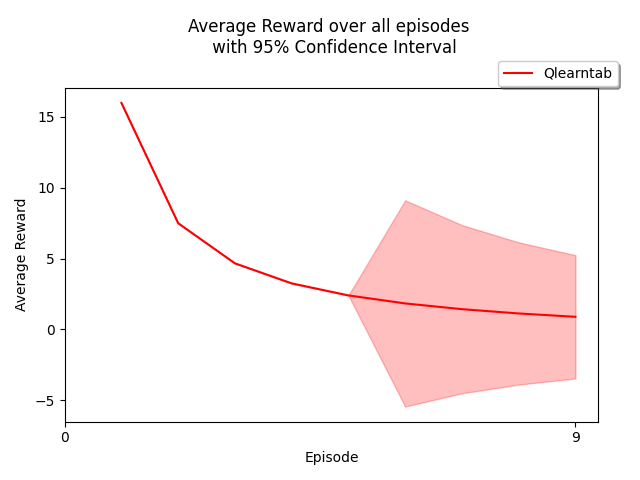 Average Reward over all episodes
with 95% Confidence Interval
Qlearntab
15
10
5
0
−5
Average Reward
0
9
Episode